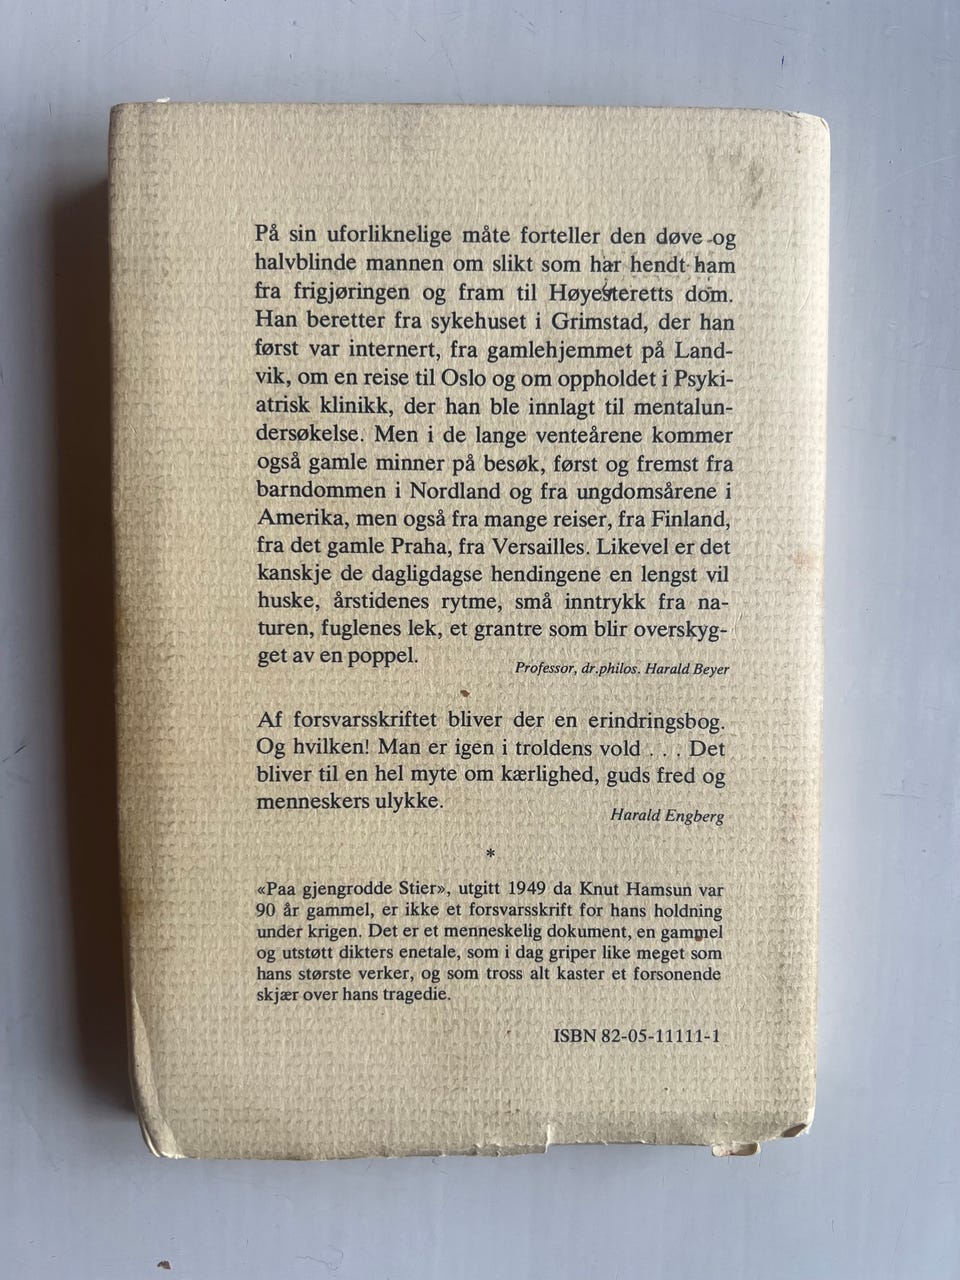 På sin uforliknelige måte forteller den døve og
halvblinde mannen om slikt som har hendt ham
fra frigjøringen og fram til Høyesteretts dom.
Han beretter fra sykehuset i Grimstad, der han
først var internert, fra gamlehjemmet på Land-
vik, om en reise til Oslo og om oppholdet i Psyki-
atrisk klinikk, der han ble innlagt til mentalun-
dersøkelse. Men i de lange venteårene kommer
også gamle minner på besøk, først og fremst fra
barndommen i Nordland og fra ungdomsårene i
Amerika, men også fra mange reiser, fra Finland,
fra det gamle Praha, fra Versailles. Likevel er det
kanskje de dagligdagse hendingene en lengst vil
huske, årstidenes rytme, små inntrykk fra na-
turen, fuglenes lek, et grantre som blir overskyg-
get av en poppel.
Professor, dr.philos. Harald Beyer
Af forsvarsskriftet bliver der en erindringsbog.
Og hvilken! Man er igen i troldens vold . . . Det
bliver til en hel myte om kærlighed, guds fred og
menneskers ulykke.
Harald Engberg
*
«Paa gjengrodde Stier», utgitt 1949 da Knut Hamsun var
90 år gammel, er ikke et forsvarsskrift for hans holdning
under krigen. Det er et menneskelig dokument, en gammel
og utstøtt dikters enetale, som i dag griper like meget som
hans største verker, og som tross alt kaster et forsonende
skjær over hans tragedie.
ISBN 82-05-11111-1